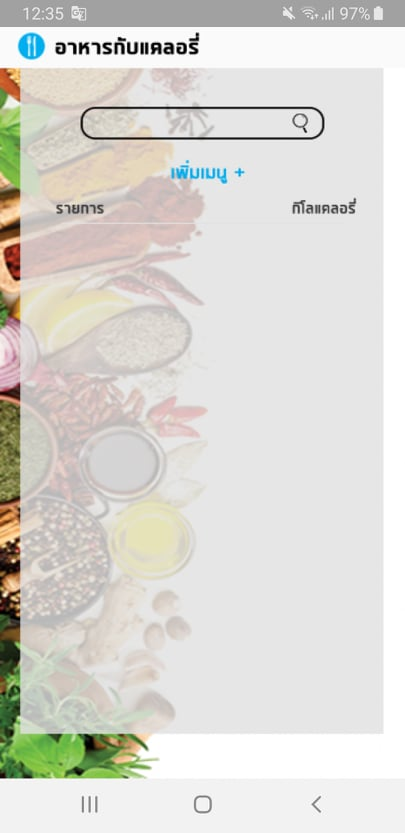 12:35 97%
อาหารกับแคลอรี่
เพิ่มเมนู +
รายการ กิโลแคลอรี่